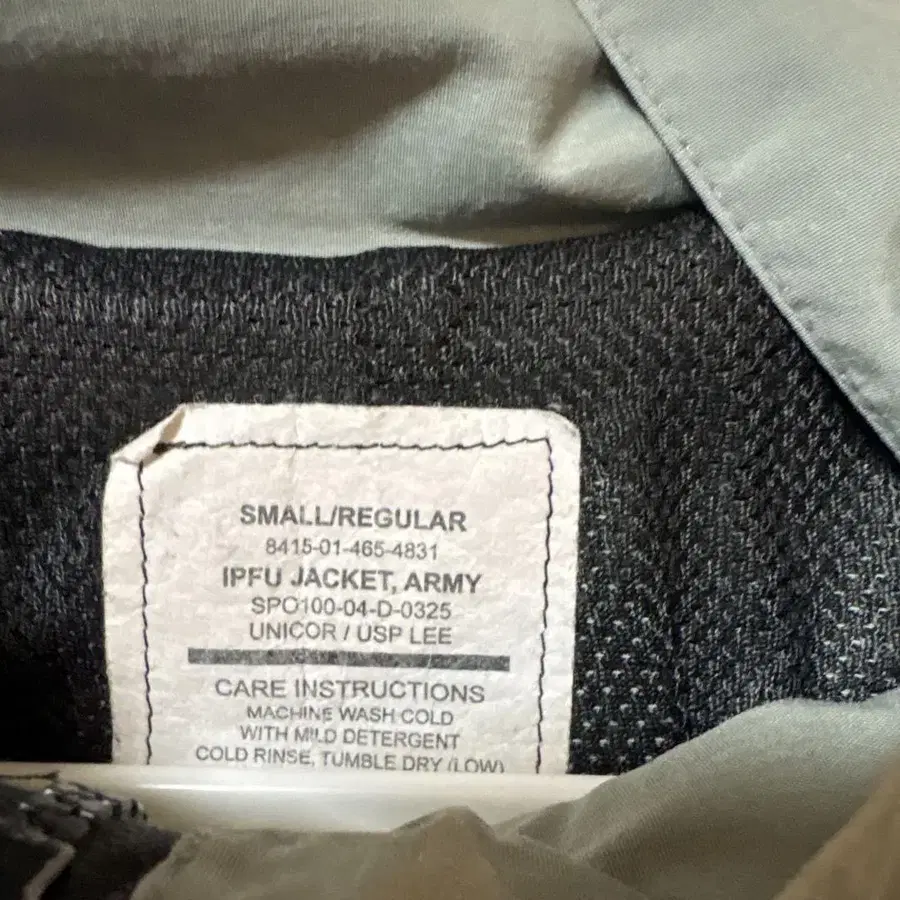 SMALL/REGULAR
8415-01-465-4831
IPFU JACKET, ARMY
SPO100-04-D-0325
UNICOR / USP LEE
CARE INSTRUCTIONS
MACHINE WASH COLD
WITH MILD DETERGENT
COLD RINSE, TUMBLE DRY (LOW)